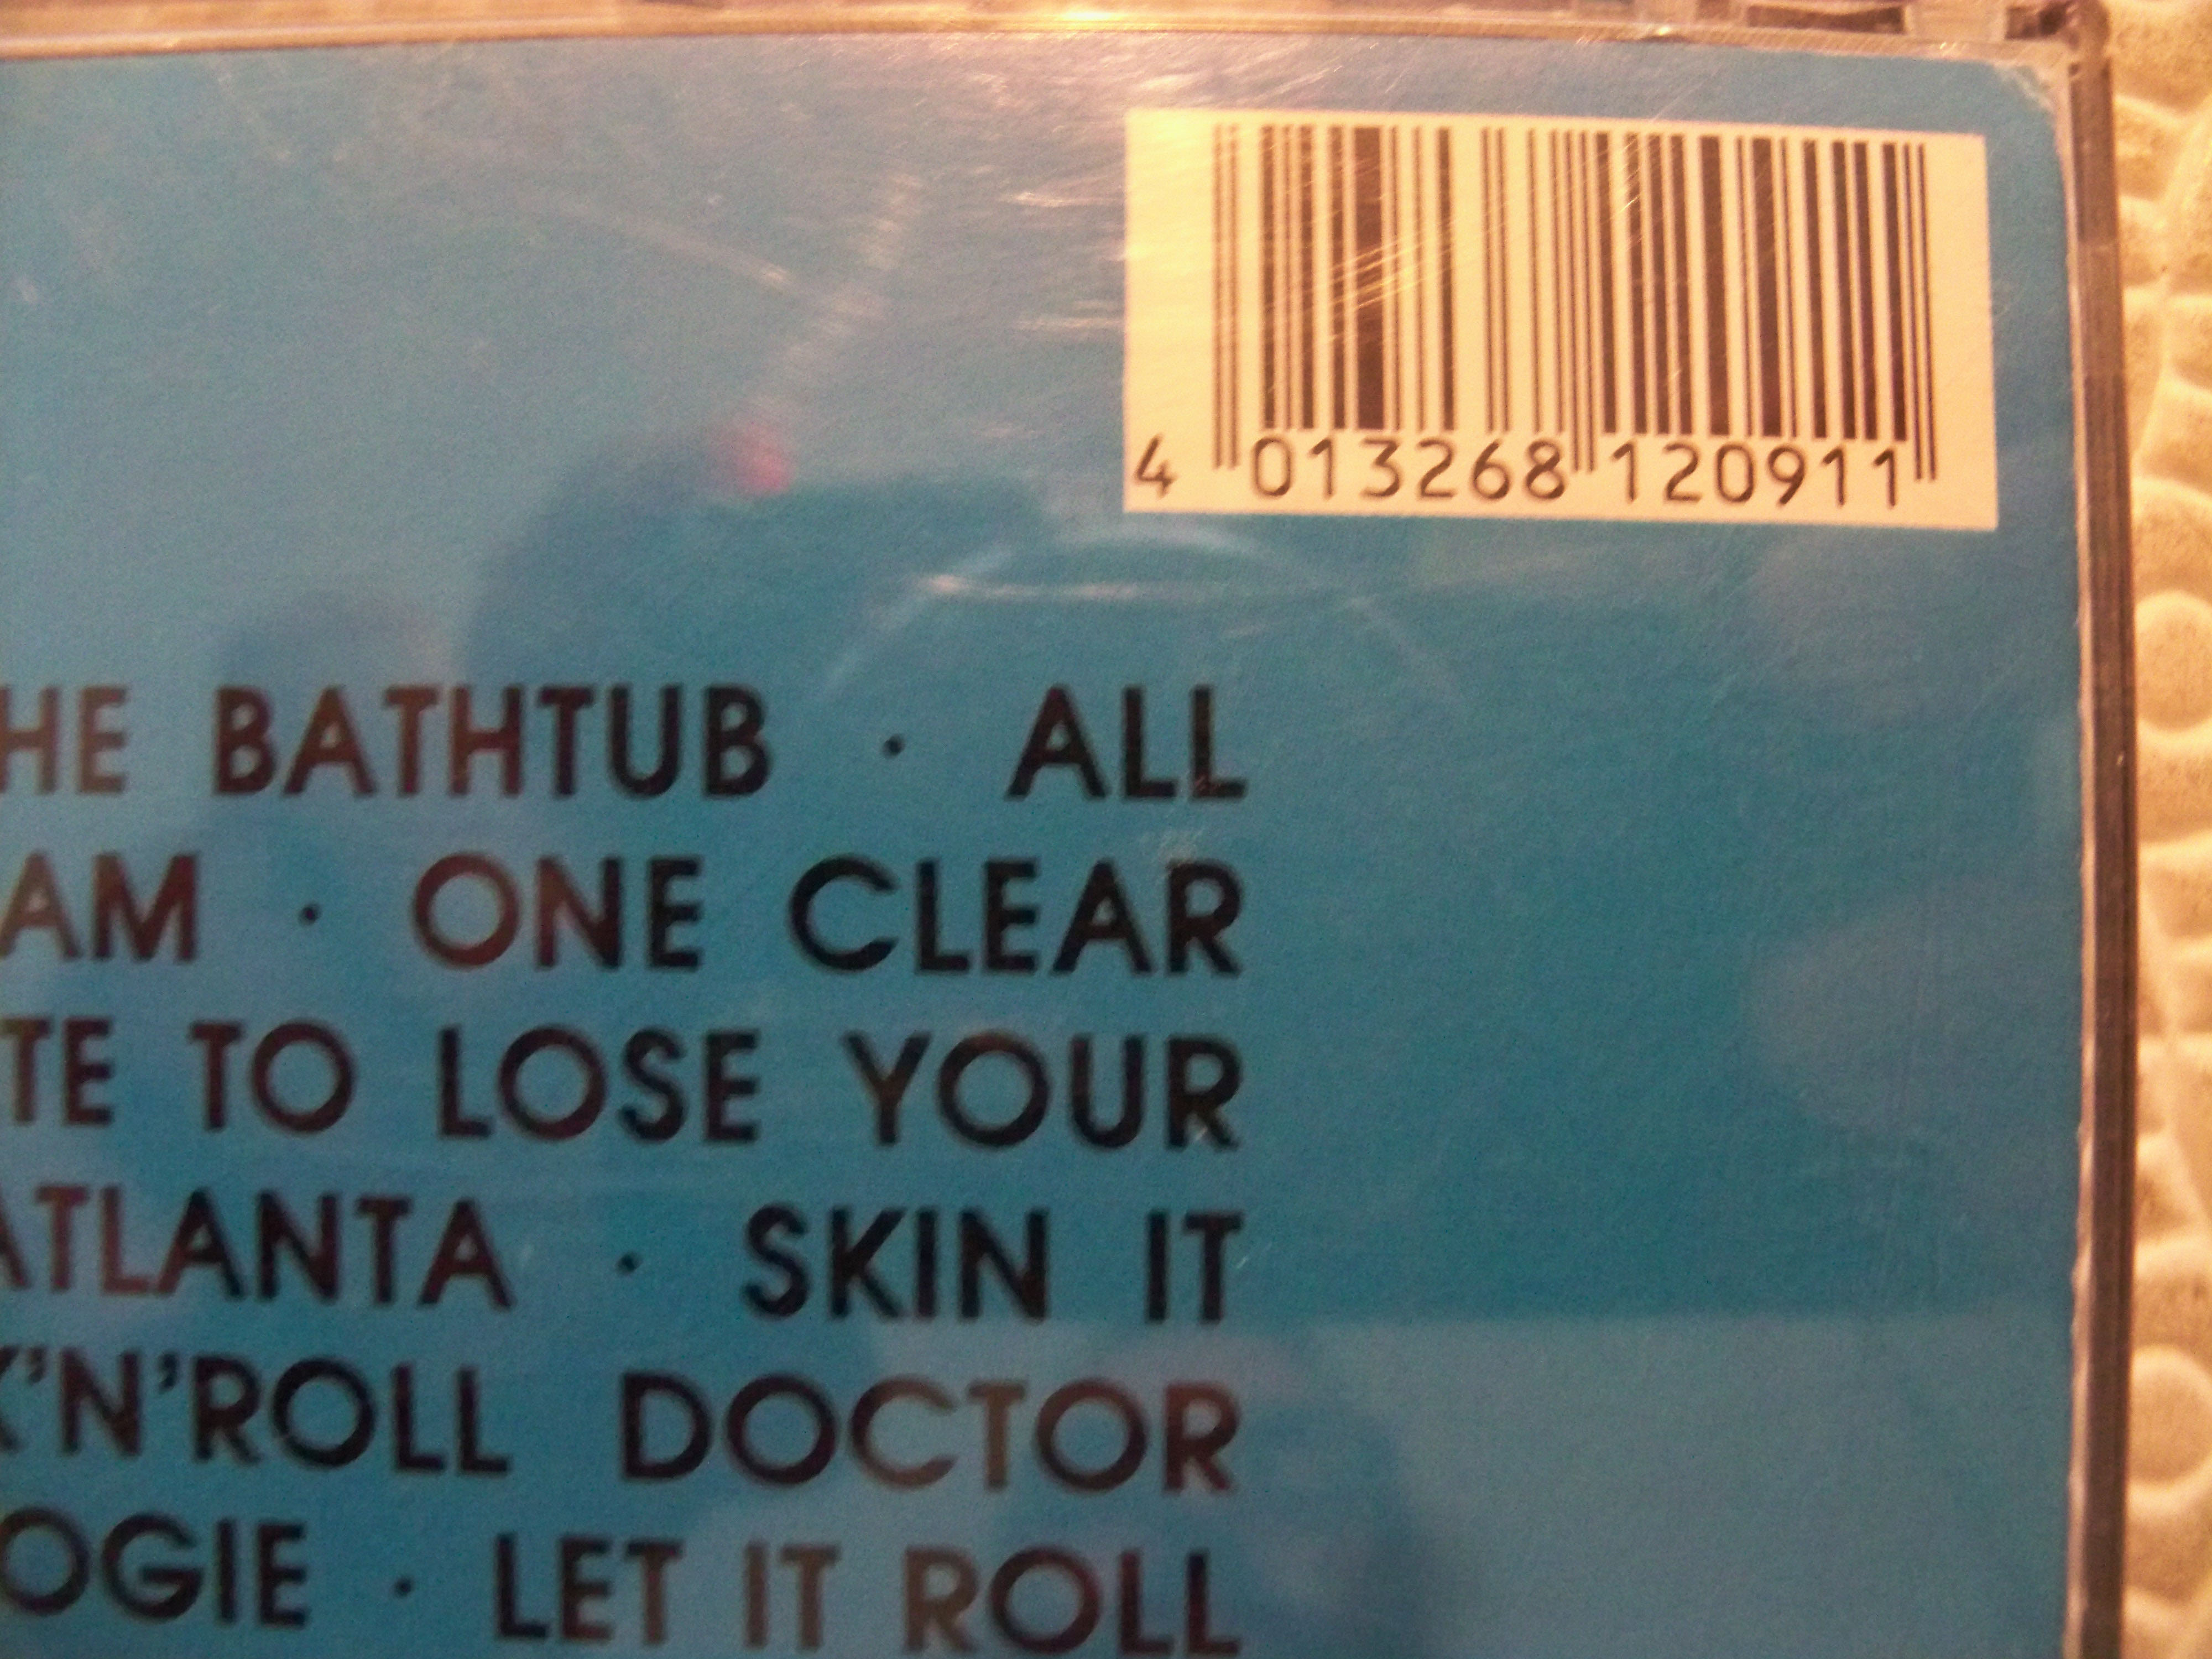 4 013268 120911
HE BATHTUB · ALL
AM · ONE CLEAR
TE TO LOSE YOUR
ATLANTA · SKIN IT
K'N'ROLL DOCTOR
OGIE · LET IT ROLL